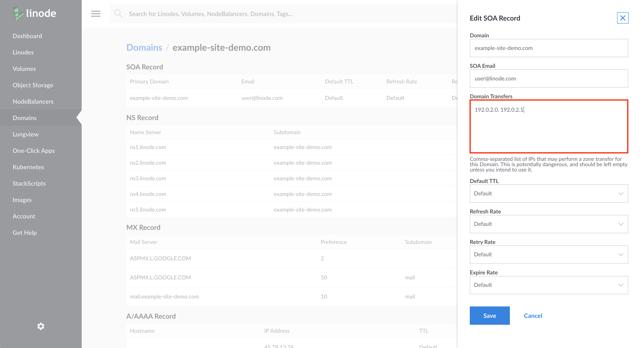 linode
Dashboard
Linodes
Volumes
Object Storage
NodeBalancers
Domains
Longview
One-Click Apps
Kubernetes
StackScripts
Images
Account
Get Help
Search for Linodes, Volumes, NodeBalancers, Domains, Tags...
Domains / example-site-demo.com
SOA Record
Primary Domain Email Default TTL Refresh Rate
example-site-demo.com user@linode.com Default Default
NS Record
Name Server Subdomain
ns1.linode.com example-site-demo.com
ns2.linode.com example-site-demo.com
ns3.linode.com example-site-demo.com
ns4.linode.com example-site-demo.com
ns5.linode.com example-site-demo.com
MX Record
Mail Server Preference Subdomain
ASPMX.L.GOOGLE.COM
ASPMX.L.GOOGLE.COM 50 mail
mail.example-site-demo.com 10 mail
A/AAAA Record
Hostname IP Address TTL
Default
Edit SOA Record
Domain
example-site-demo.com
SOA Email
user@linode.com
Domain Transfers
192.0.2.0, 192.0.2.1
Comma-separated list of IPs that may perform a zone transfer for
this Domain. This is potentially dangerous, and should be left empty
unless you intend to use it.
Default TTL
Default
Refresh Rate
Default
Retry Rate
Default
Expire Rate
Default
Save Cancel